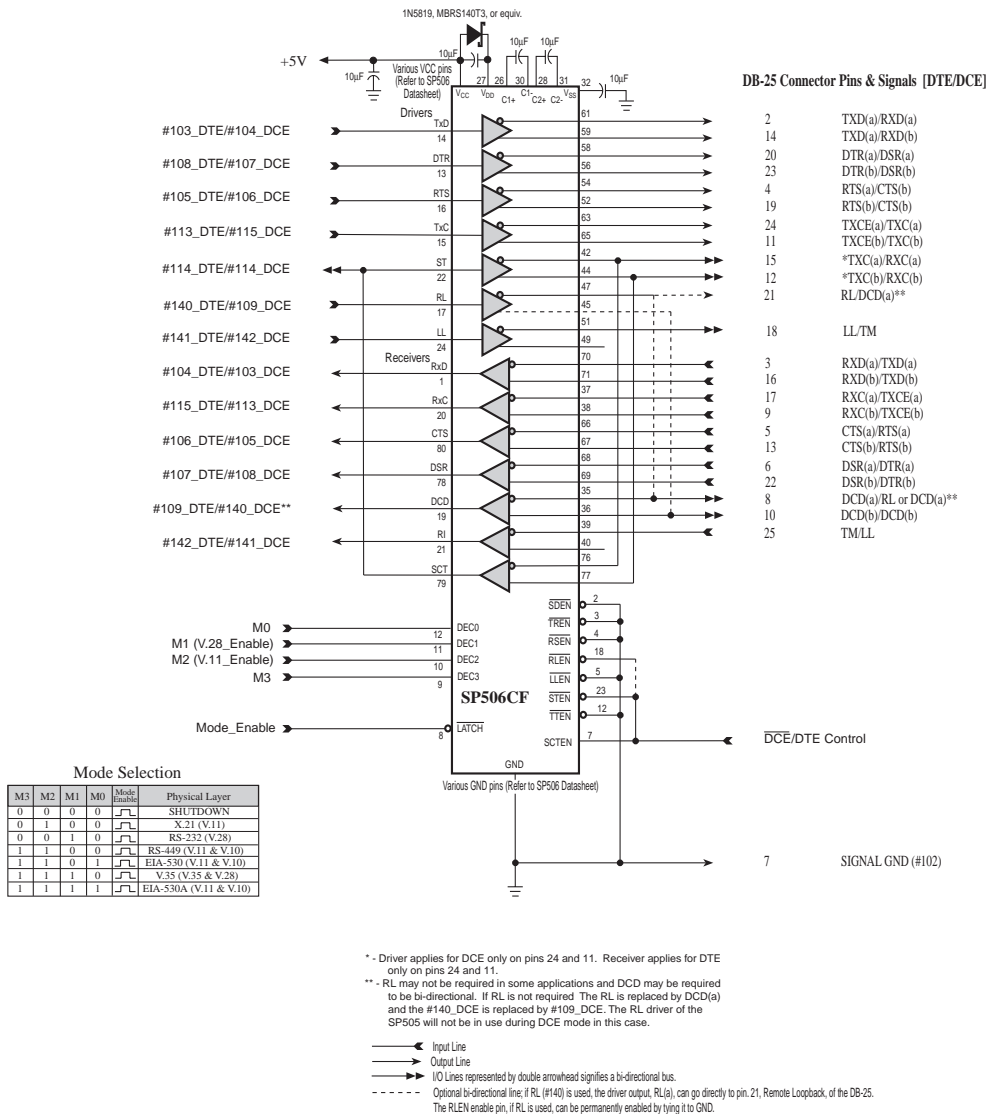 1N5819, MBRS140T3, or equiv.
+5V
10µF
10µF
10µF
10µF
10µF
Various VCC pins
(Refer to SP506
Datasheet)
27
26
30
28
31
32
VCC
VDD
C1+
C1-
C2+
C2-
VSS
DB-25 Connector Pins & Signals [DTE/DCE]
Drivers
#103_DTE/#104_DCE
TxD
14
61
59
2 TXD(a)/RXD(a)
14 TXD(a)/RXD(b)
#108_DTE/#107_DCE
DTR
13
58
56
20 DTR(a)/DSR(a)
23 DTR(b)/DSR(b)
#105_DTE/#106_DCE
RTS
16
54
52
4 RTS(a)/CTS(b)
19 RTS(b)/CTS(b)
#113_DTE/#115_DCE
TxC
15
63
65
24 TXCE(a)/TXC(a)
11 TXCE(b)/TXC(b)
#114_DTE/#114_DCE
ST
22
42
44
15 *TXC(a)/RXC(a)
12 *TXC(b)/RXC(b)
#140_DTE/#109_DCE
RL
17
47
45
21 RL/DCD(a)**
#141_DTE/#142_DCE
LL
24
51
49
18 LL/TM
Receivers
#104_DTE/#103_DCE
RxD
1
70
71
3 RXD(a)/TXD(a)
16 RXD(b)/TXD(b)
#115_DTE/#113_DCE
RxC
20
37
38
17 RXC(a)/TXCE(a)
9 RXC(b)/TXCE(b)
#106_DTE/#105_DCE
CTS
80
66
67
5 CTS(a)/RTS(a)
13 CTS(b)/RTS(b)
#107_DTE/#108_DCE
DSR
78
68
69
6 DSR(a)/DTR(a)
22 DSR(b)/DTR(b)
#109_DTE/#140_DCE**
DCD
19
35
36
8 DCD(a)/RL or DCD(a)**
10 DCD(b)/DCD(b)
#142_DTE/#141_DCE
RI
21
39
40
25 TM/LL
SCT
79
76
77
SDEN 2
TREN 3
RSEN 4
RLEN 18
LLEN 5
STEN 23
TTEN 12
SCTEN 7
M0
DEC0
12
M1 (V.28_Enable)
DEC1
11
M2 (V.11_Enable)
DEC2
10
M3
DEC3
9
SP506CF
Mode_Enable
LATCH
8
DCE/DTE Control
GND
Various GND pins (Refer to SP506 Datasheet)
7 SIGNAL GND (#102)
Mode Selection
M3 M2 M1 M0 Mode Enable Physical Layer
0 0 0 0 SHUTDOWN
0 1 0 0 X.21 (V.11)
0 0 1 0 RS-232 (V.28)
1 1 0 0 RS-449 (V.11 & V.10)
1 1 0 1 EIA-530 (V.11 & V.10)
1 1 1 0 V.35 (V.35 & V.28)
1 1 1 1 EIA-530A (V.11 & V.10)
* - Driver applies for DCE only on pins 24 and 11. Receiver applies for DTE
only on pins 24 and 11.
** - RL may not be required in some applications and DCD may be required
to be bi-directional. If RL is not required The RL is replaced by DCD(a)
and the #140_DCE is replaced by #109_DCE. The RL driver of the
SP505 will not be in use during DCE mode in this case.
Input Line
Output Line
I/O Lines represented by double arrowhead signifies a bi-directional bus.
Optional bi-directional line; if RL (#140) is used, the driver output, RL(a), can go directly to pin. 21, Remote Loopback, of the DB-25.
The RLEN enable pin, if RL is used, can be permanently enabled by tying it to GND.